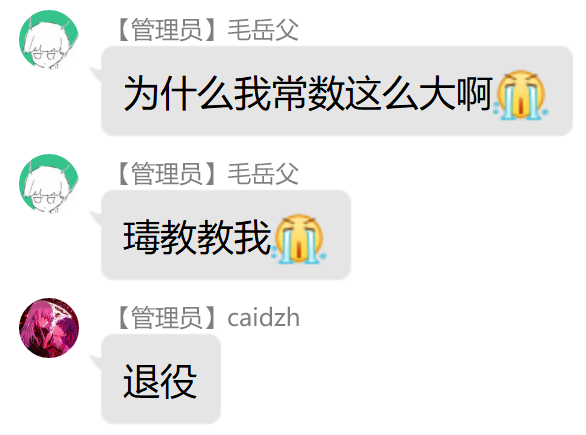 【管理员】毛岳父
为什么我常数这么大啊😭
【管理员】毛岳父
瑇教教我😭
【管理员】caidzh
退役